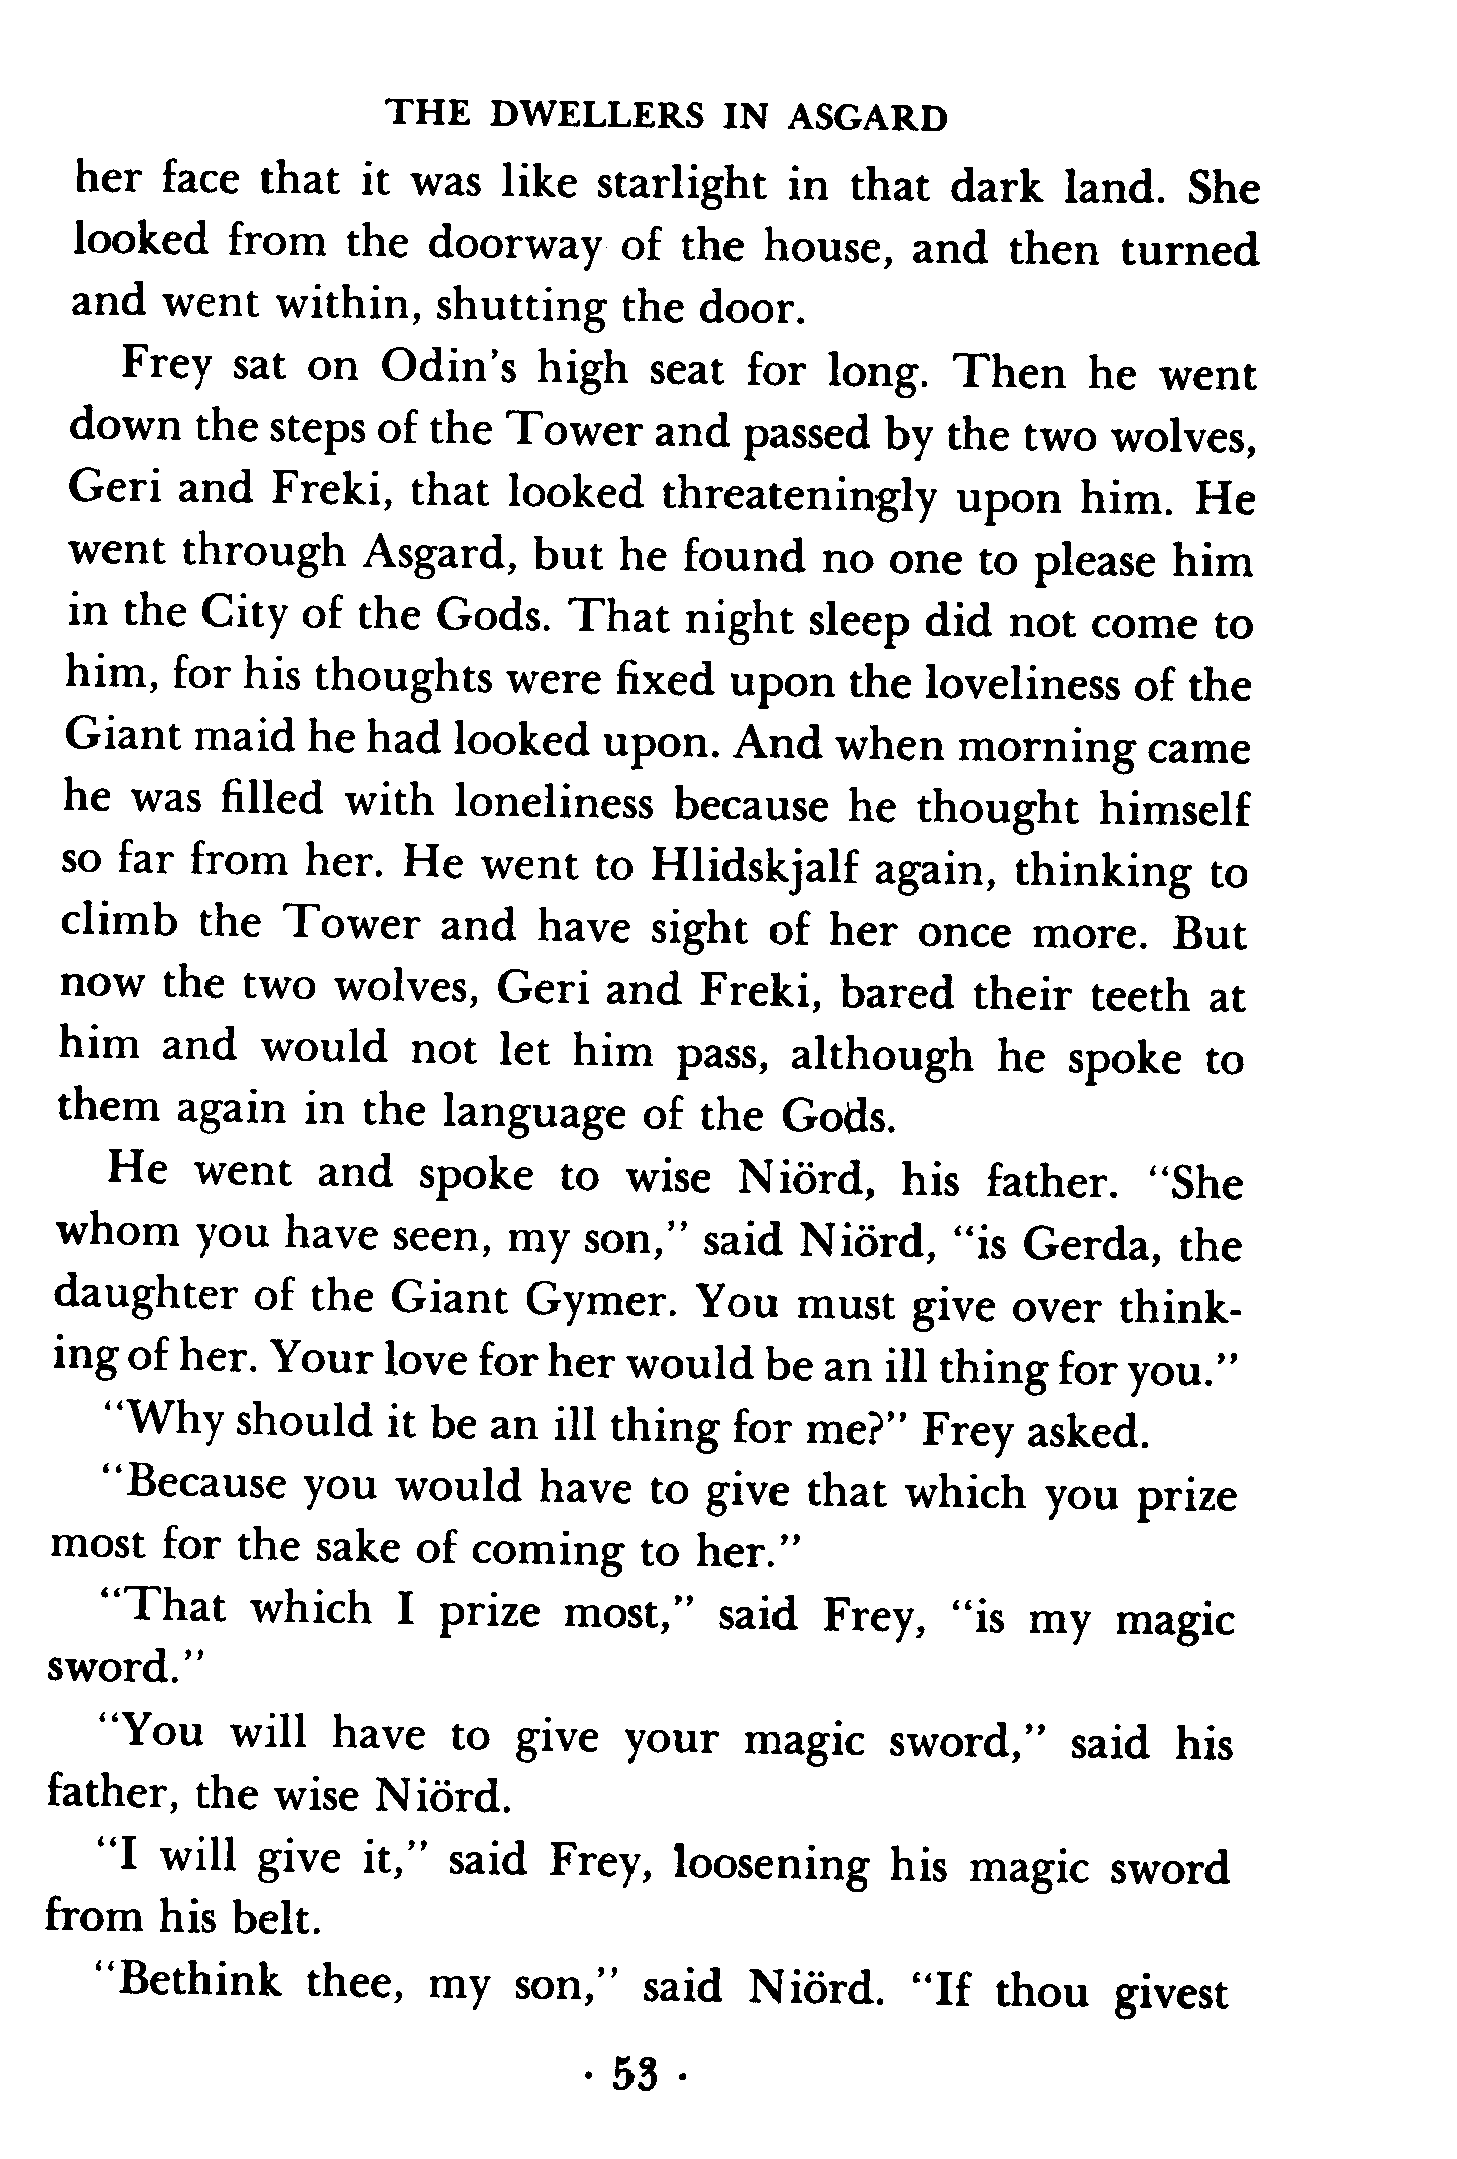 THE DWELLERS IN ASGARD
her face that it was like starlight in that dark land. She
looked from the doorway of the house, and then turned
and went within, shutting the door.
Frey sat on Odin's high seat for long. Then he went
down the steps of the Tower and passed by the two wolves,
Geri and Freki, that looked threateningly upon him. He
went through Asgard, but he found no one to please him
in the City of the Gods. That night sleep did not come to
him, for his thoughts were fixed upon the loveliness of the
Giant maid he had looked upon. And when morning came
he was filled with loneliness because he thought himself
so far from her. He went to Hlidskjalf again, thinking to
climb the Tower and have sight of her once more. But
now the two wolves, Geri and Freki, bared their teeth at
him and would not let him pass, although he spoke to
them again in the language of the Gods.
He went and spoke to wise Niörd, his father. "She
whom you have seen, my son," said Niörd, "is Gerda, the
daughter of the Giant Gymer. You must give over think-
ing of her. Your love for her would be an ill thing for you."
"Why should it be an ill thing for me?" Frey asked.
"Because you would have to give that which you prize
most for the sake of coming to her."
"That which I prize most," said Frey, "is my magic
sword."
"You will have to give your magic sword," said his
father, the wise Niörd.
"I will give it," said Frey, loosening his magic sword
from his belt.
"Bethink thee, my son," said Niörd. "If thou givest
· 53 ·